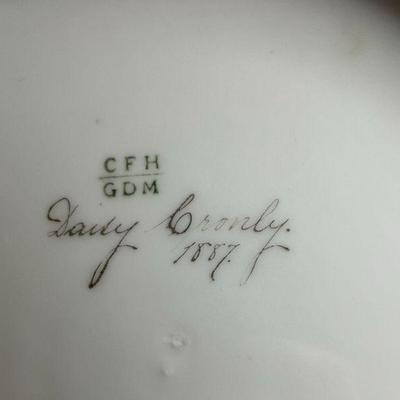 CFH
GDM
Daisy Cronly.
1887.